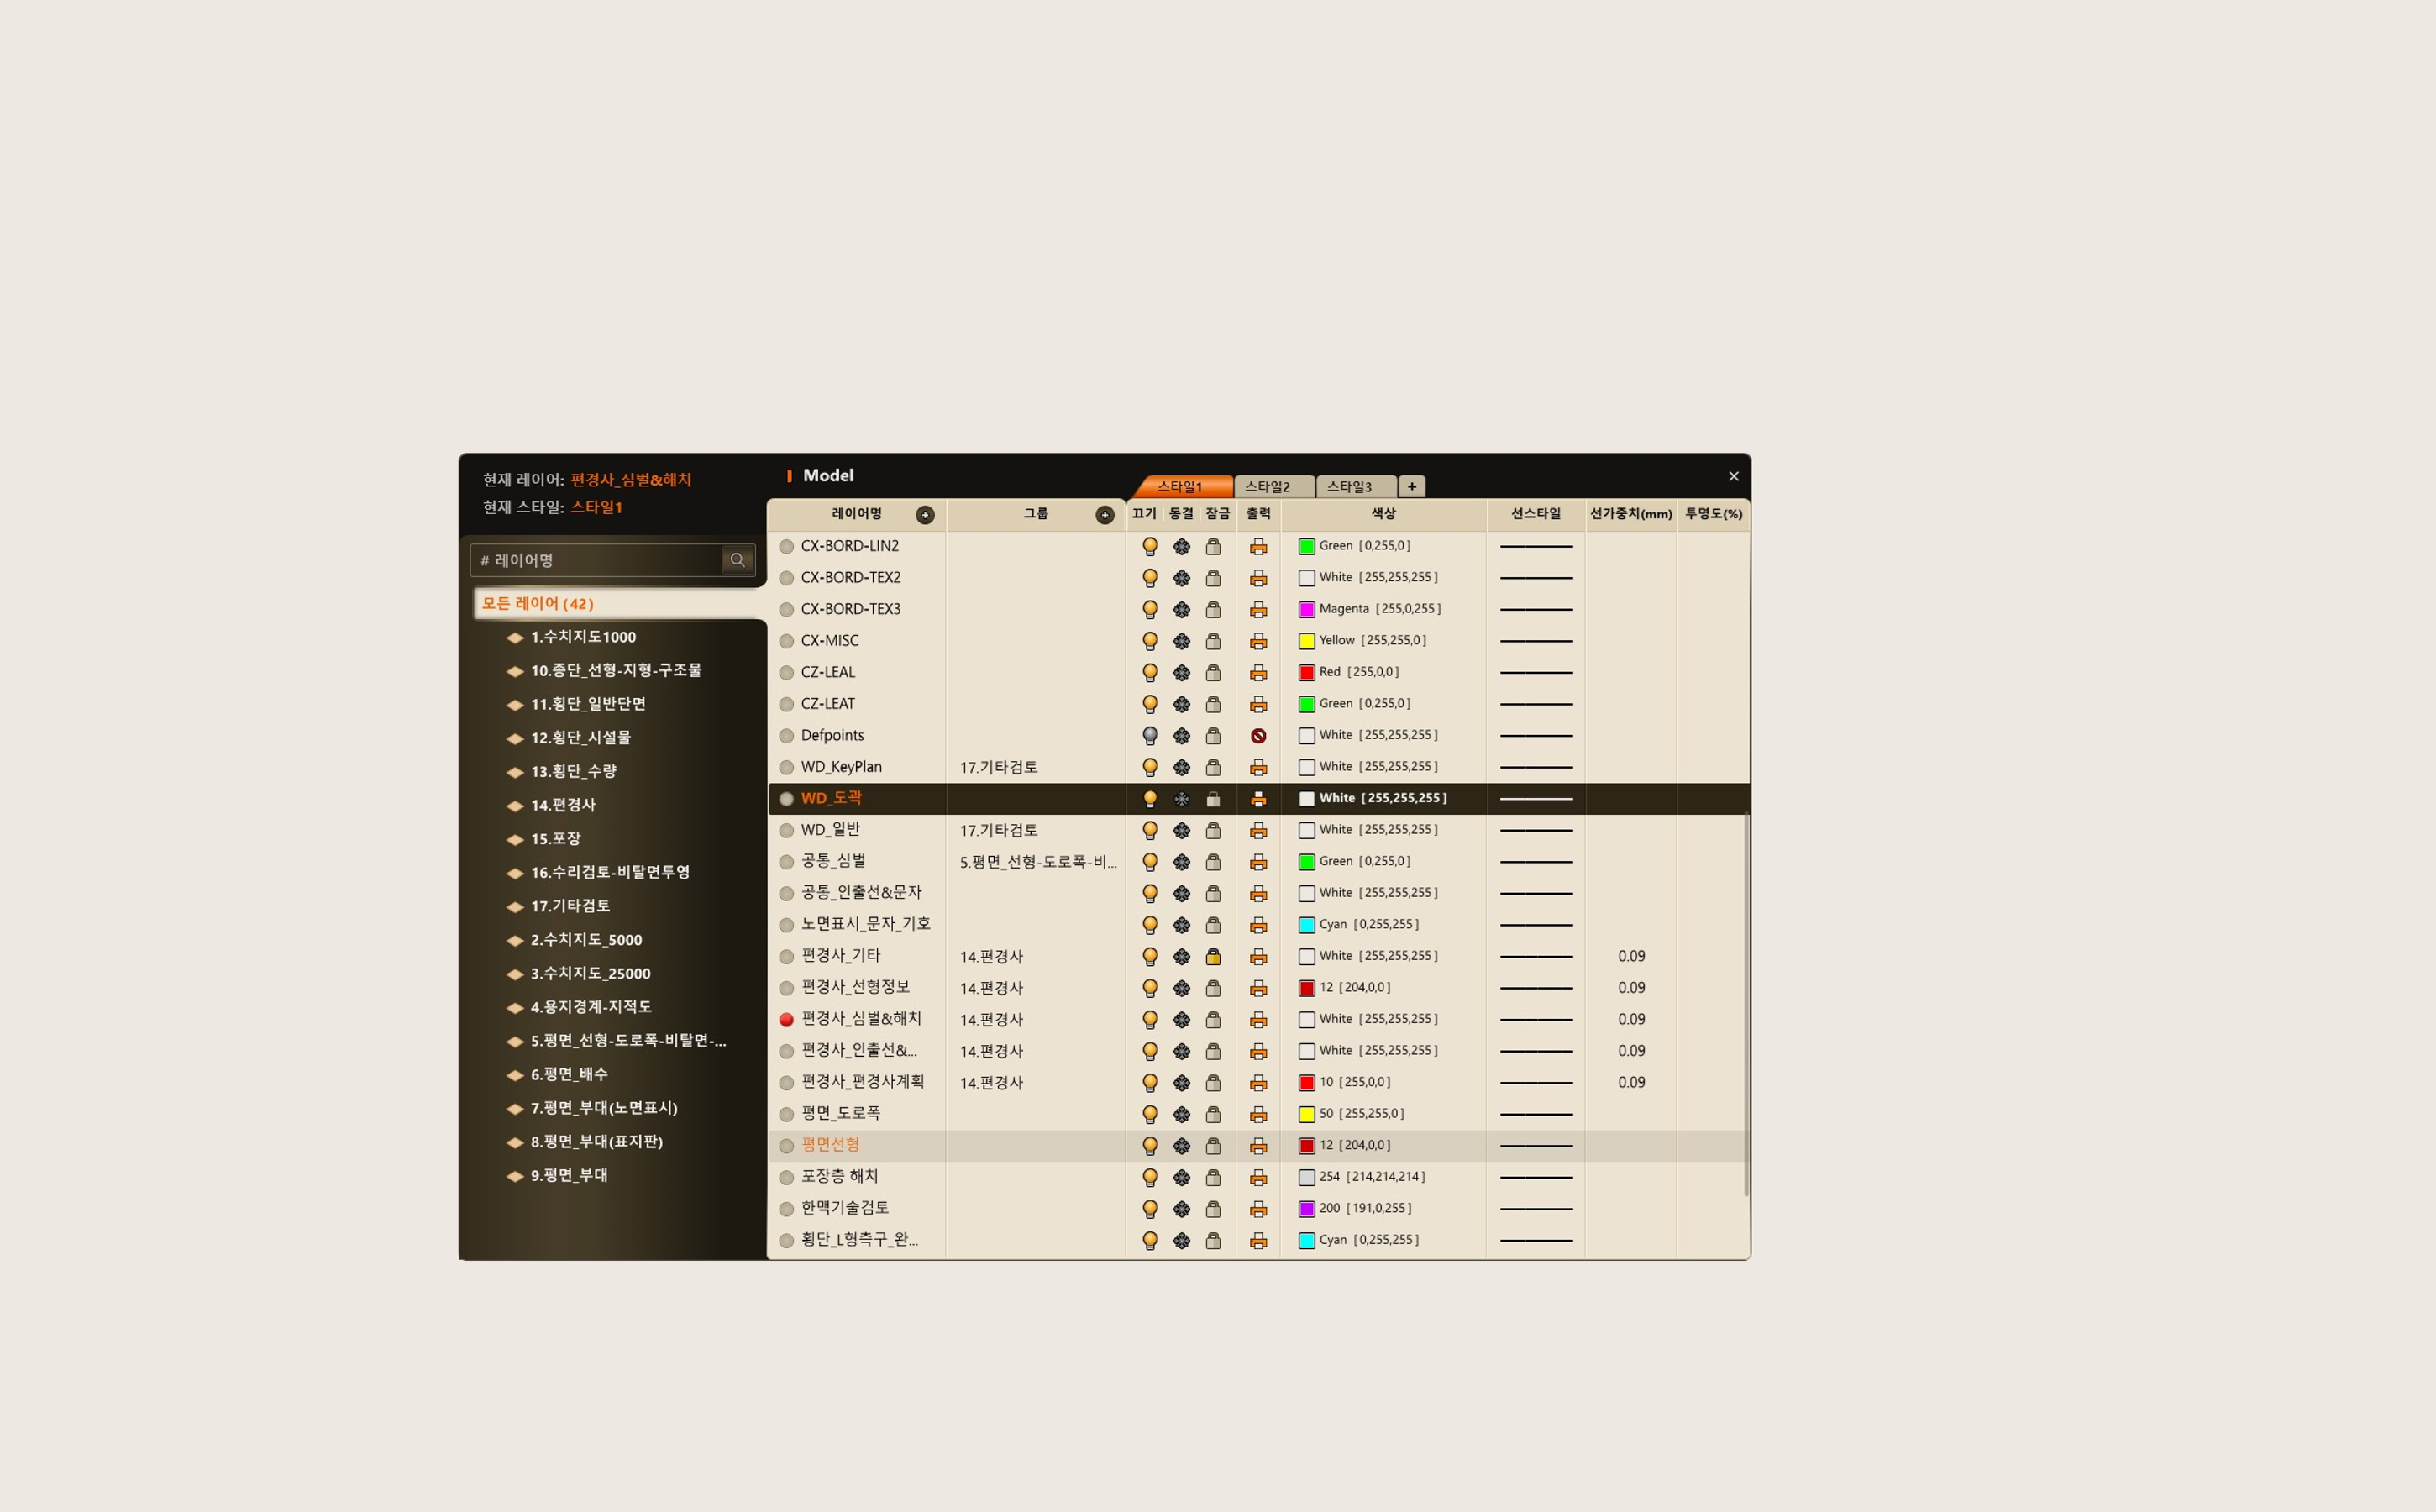 현재 레이어: 편경사_심벌&해치
현재 스타일: 스타일1
# 레이어명
모든 레이어 (42)
1.수치지도1000
10.종단_선형-지형-구조물
11.횡단_일반단면
12.횡단_시설물
13.횡단_수량
14.편경사
15.포장
16.수리검토-비탈면투영
17.기타검토
2.수치지도_5000
3.수치지도_25000
4.용지경계-지적도
5.평면_선형-도로폭-비탈면-...
6.평면_배수
7.평면_부대(노면표시)
8.평면_부대(표지판)
9.평면_부대
Model
스타일1 스타일2 스타일3 +
레이어명 그룹 끄기 동결 잠금 출력 색상 선스타일 선가중치(mm) 투명도(%)
CX-BORD-LIN2 Green [0,255,0]
CX-BORD-TEX2 White [255,255,255]
CX-BORD-TEX3 Magenta [255,0,255]
CX-MISC Yellow [255,255,0]
CZ-LEAL Red [255,0,0]
CZ-LEAT Green [0,255,0]
Defpoints White [255,255,255]
WD_KeyPlan 17.기타검토 White [255,255,255]
WD_도곽 White [255,255,255]
WD_일반 17.기타검토 White [255,255,255]
공통_심벌 5.평면_선형-도로폭-비... Green [0,255,0]
공통_인출선&문자 White [255,255,255]
노면표시_문자_기호 Cyan [0,255,255]
편경사_기타 14.편경사 White [255,255,255] 0.09
편경사_선형정보 14.편경사 12 [204,0,0] 0.09
편경사_심벌&해치 14.편경사 White [255,255,255] 0.09
편경사_인출선&... 14.편경사 White [255,255,255] 0.09
편경사_편경사계획 14.편경사 10 [255,0,0] 0.09
평면_도로폭 50 [255,255,0]
평면선형 12 [204,0,0]
포장층 해치 254 [214,214,214]
한맥기술검토 200 [191,0,255]
횡단_L형측구_완... Cyan [0,255,255]